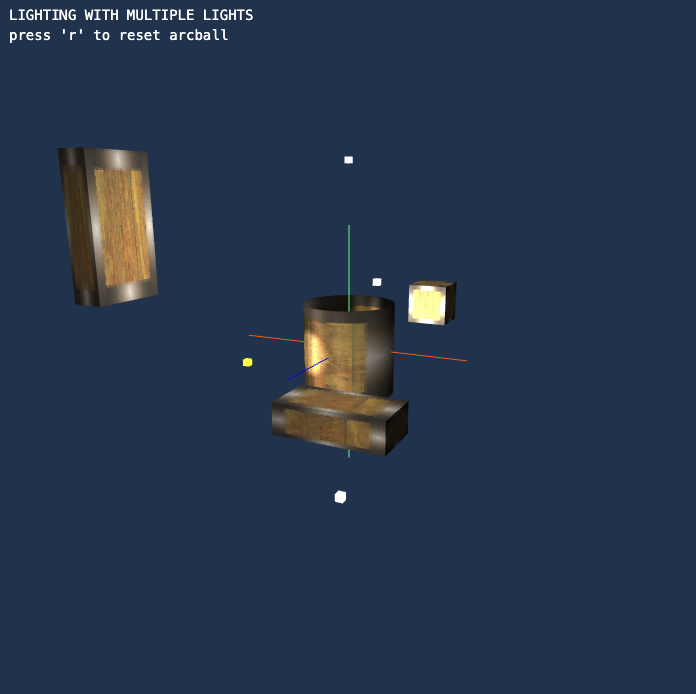 LIGHTING WITH MULTIPLE LIGHTS
press 'r' to reset arcball